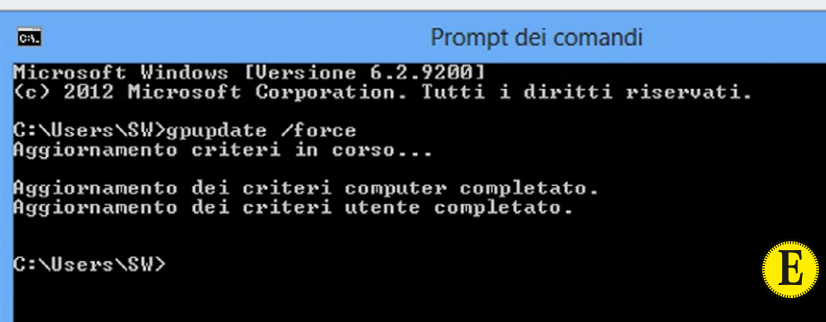 Prompt dei comandi
Microsoft Windows [Versione 6.2.9200]
(c) 2012 Microsoft Corporation. Tutti i diritti riservati.
C:\Users\SW>gpupdate /force
Aggiornamento criteri in corso...
Aggiornamento dei criteri computer completato.
Aggiornamento dei criteri utente completato.
C:\Users\SW>
E